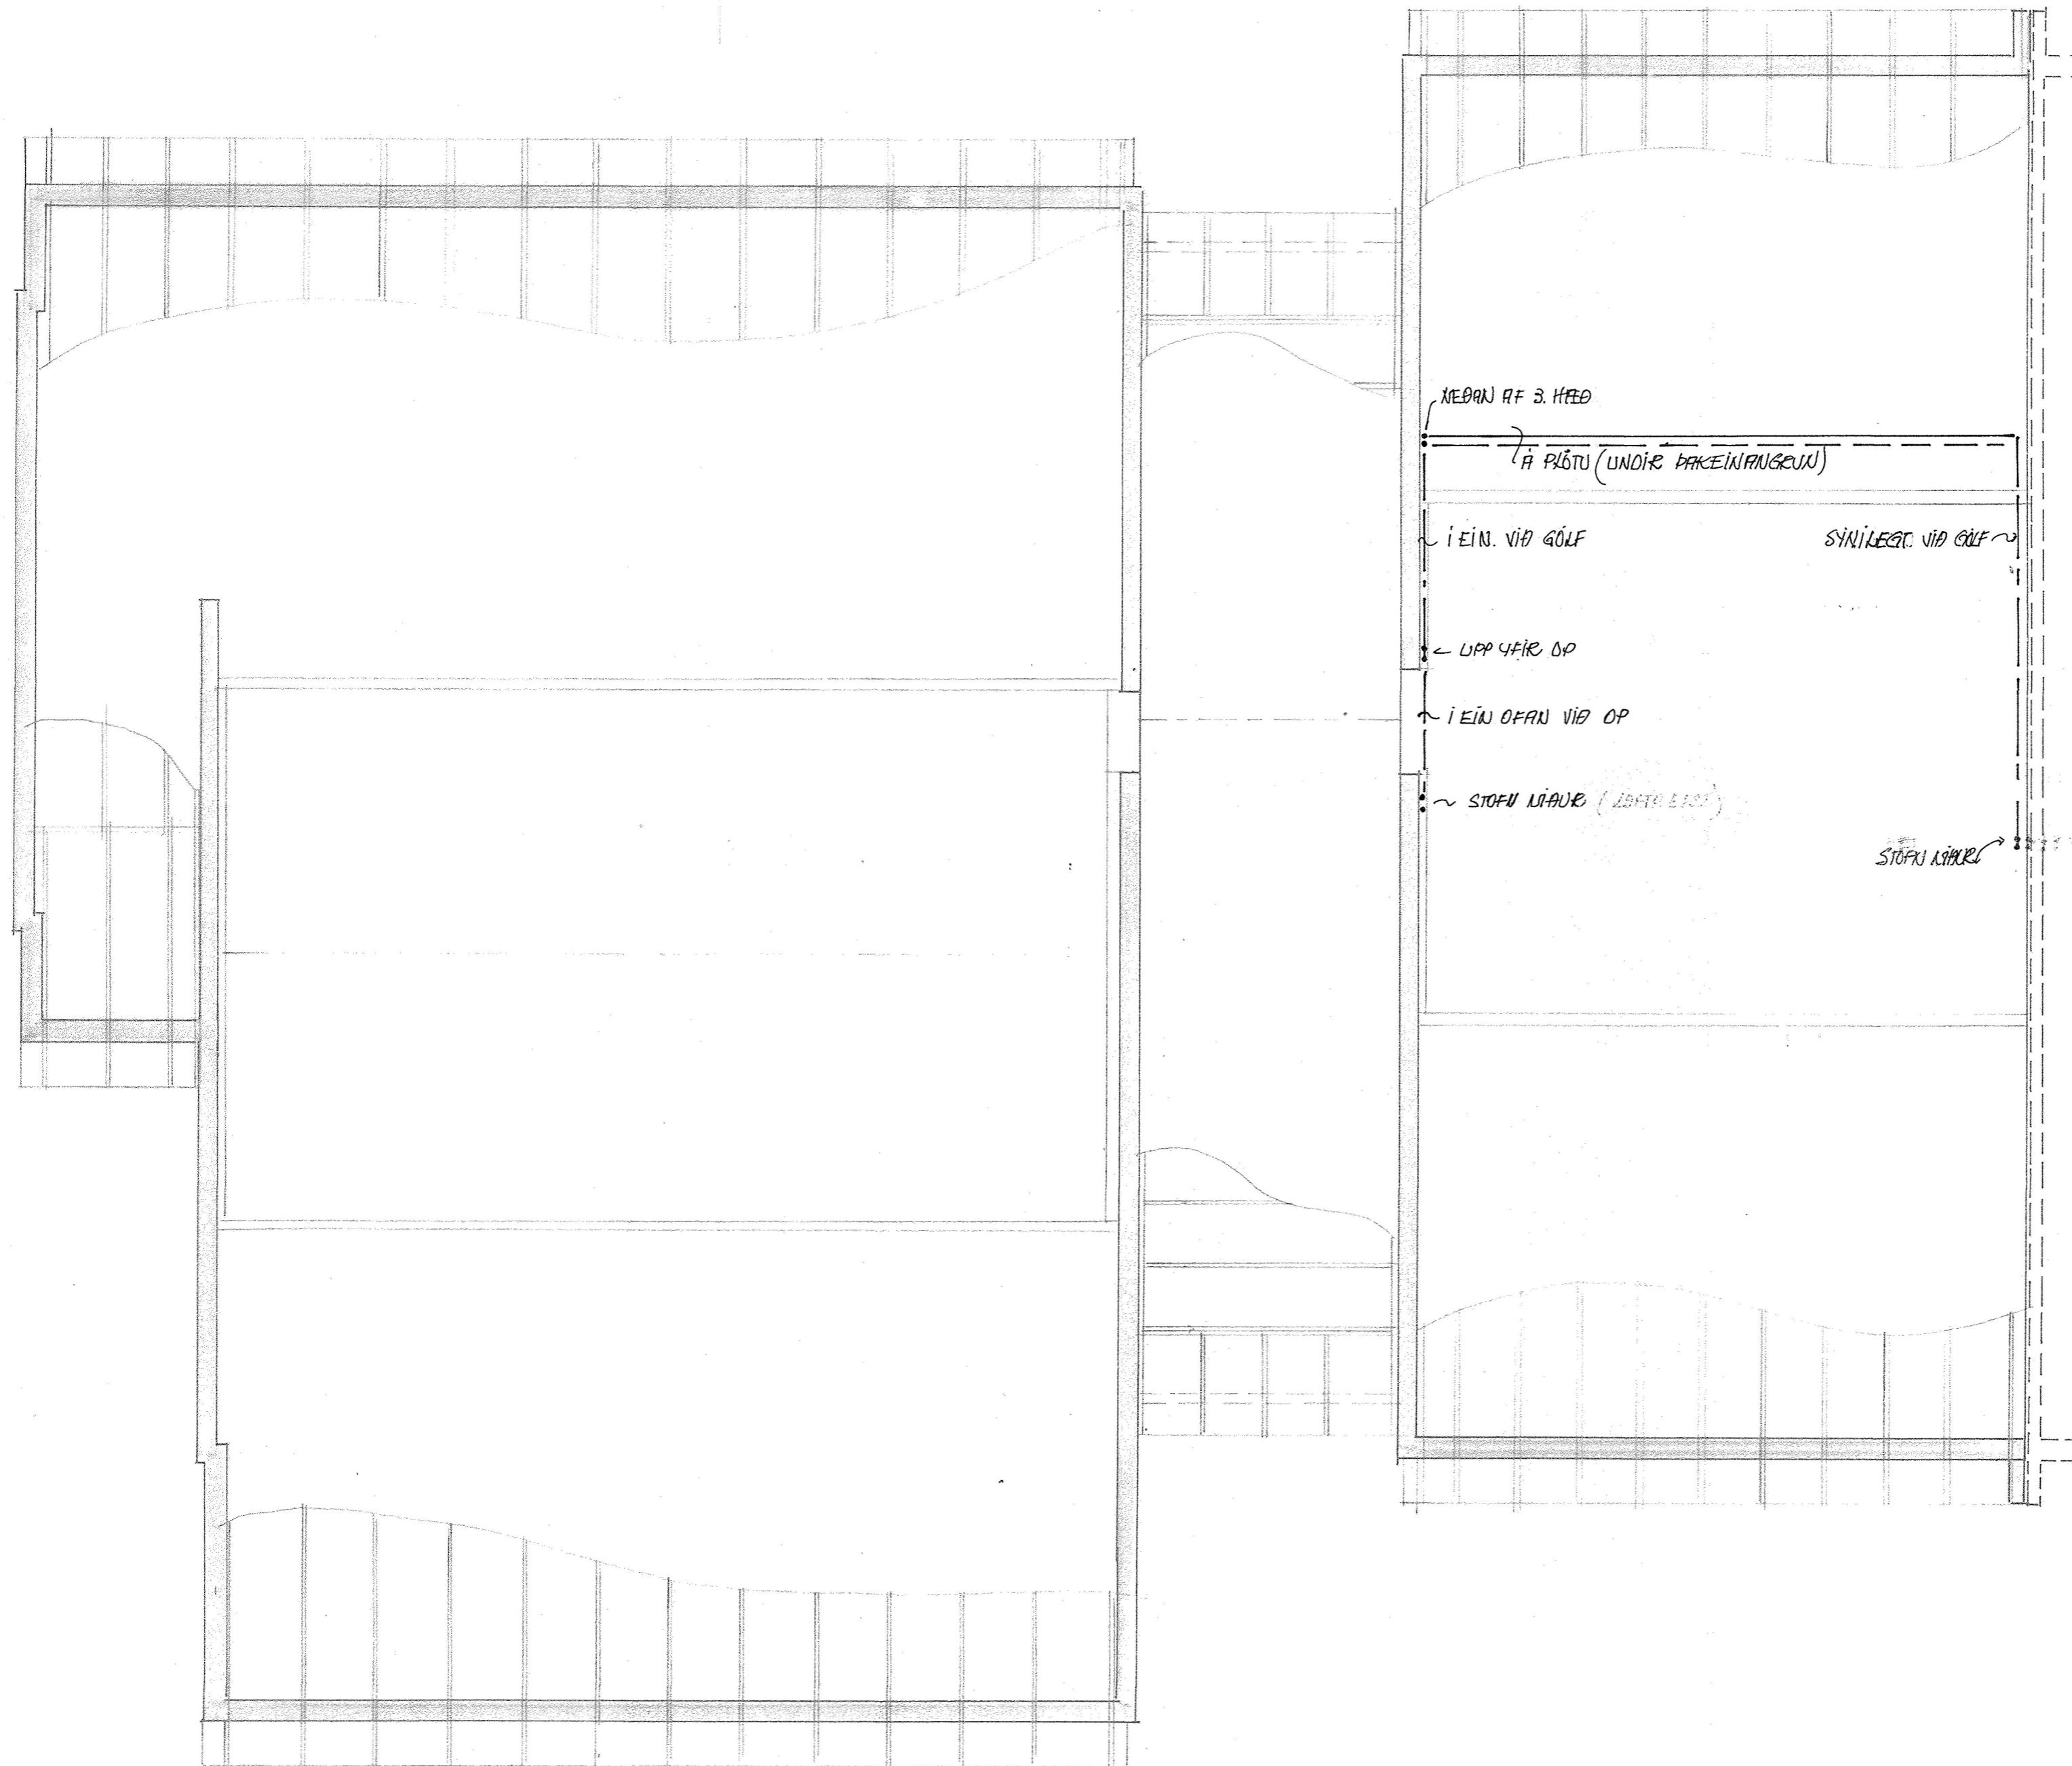 NEÐAN AF 3. HÆÐ
Á PLÖTU (UNDIR ÞAKEINANGRUN)
Í EIN. VIÐ GÓLF
SÝNILEGT. VIÐ GÓLF
UPP YFIR OP
Í EIN OFAN VIÐ OP
STOFN NIÐUR
STOFN NIÐUR